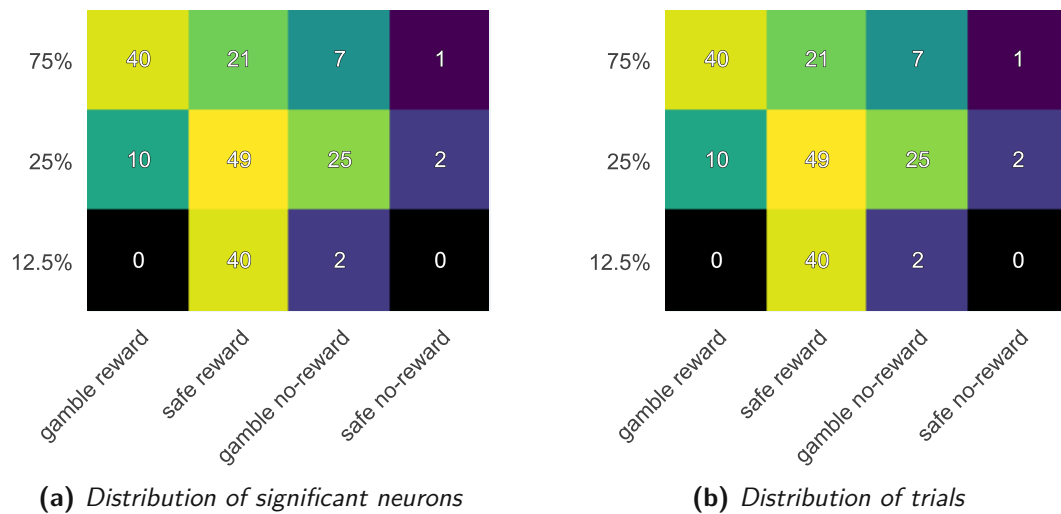 75% 40 21 7 1
25% 10 49 25 2
12.5% 0 40 2 0
gamble reward safe reward gamble no-reward safe no-reward
(a) Distribution of significant neurons
75% 40 21 7 1
25% 10 49 25 2
12.5% 0 40 2 0
gamble reward safe reward gamble no-reward safe no-reward
(b) Distribution of trials